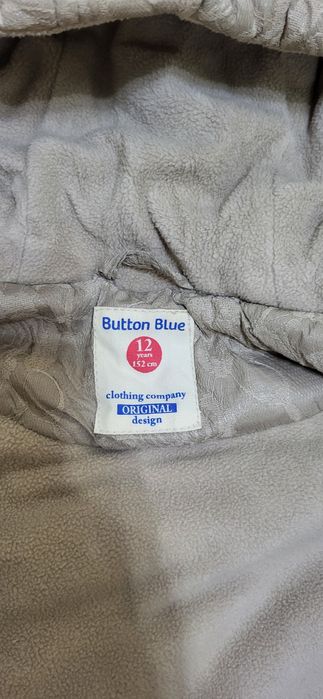 Button Blue
12
years
152 cm
clothing company
ORIGINAL
design